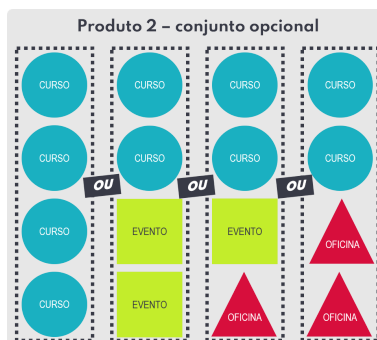 Produto 2 – conjunto opcional
CURSO CURSO CURSO CURSO
CURSO CURSO CURSO CURSO
OU OU OU
CURSO EVENTO EVENTO OFICINA
CURSO EVENTO OFICINA OFICINA